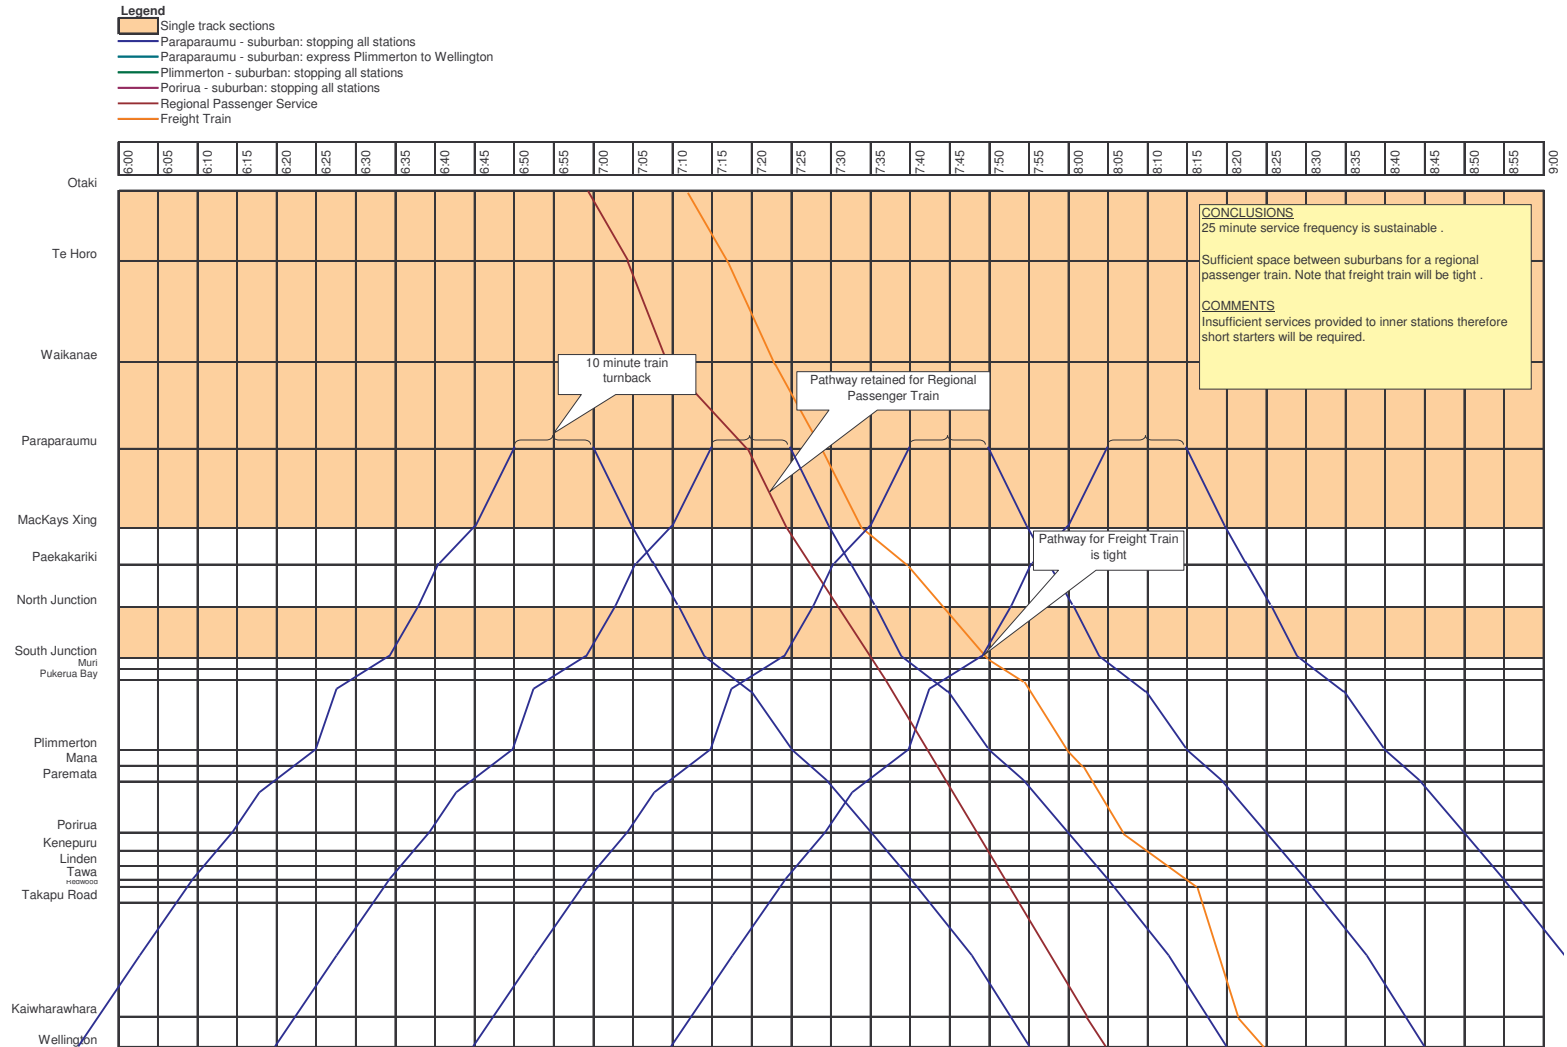 Legend
Single track sections
Paraparaumu - suburban: stopping all stations
Paraparaumu - suburban: express Plimmerton to Wellington
Plimmerton - suburban: stopping all stations
Porirua - suburban: stopping all stations
Regional Passenger Service
Freight Train
6:00
6:05
6:10
6:15
6:20
6:25
6:30
6:35
6:40
6:45
6:50
6:55
7:00
7:05
7:10
7:15
7:20
7:25
7:30
7:35
7:40
7:45
7:50
7:55
8:00
8:05
8:10
8:15
8:20
8:25
8:30
8:35
8:40
8:45
8:50
8:55
9:00
Otaki
Te Horo
Waikanae
Paraparaumu
MacKays Xing
Paekakariki
North Junction
South Junction
Muri
Pukerua Bay
Plimmerton
Mana
Paremata
Porirua
Kenepuru
Linden
Tawa
Redwood
Takapu Road
Kaiwharawhara
Wellington
CONCLUSIONS
25 minute service frequency is sustainable .
Sufficient space between suburbans for a regional
passenger train. Note that freight train will be tight .
COMMENTS
Insufficient services provided to inner stations therefore
short starters will be required.
10 minute train
turnback
Pathway retained for Regional
Passenger Train
Pathway for Freight Train
is tight